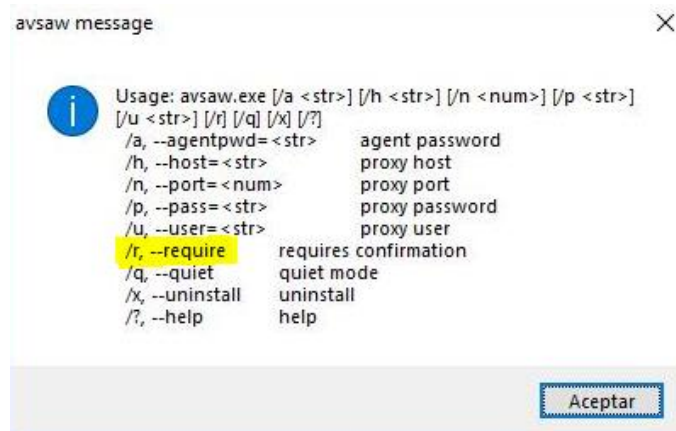 avsaw message
Usage: avsaw.exe [/a <str>] [/h <str>] [/n <num>] [/p <str>]
[/u <str>] [/r] [/q] [/x] [/?]
/a, --agentpwd=<str> agent password
/h, --host=<str> proxy host
/n, --port=<num> proxy port
/p, --pass=<str> proxy password
/u, --user=<str> proxy user
/r, --require requires confirmation
/q, --quiet quiet mode
/x, --uninstall uninstall
/?, --help help
Aceptar